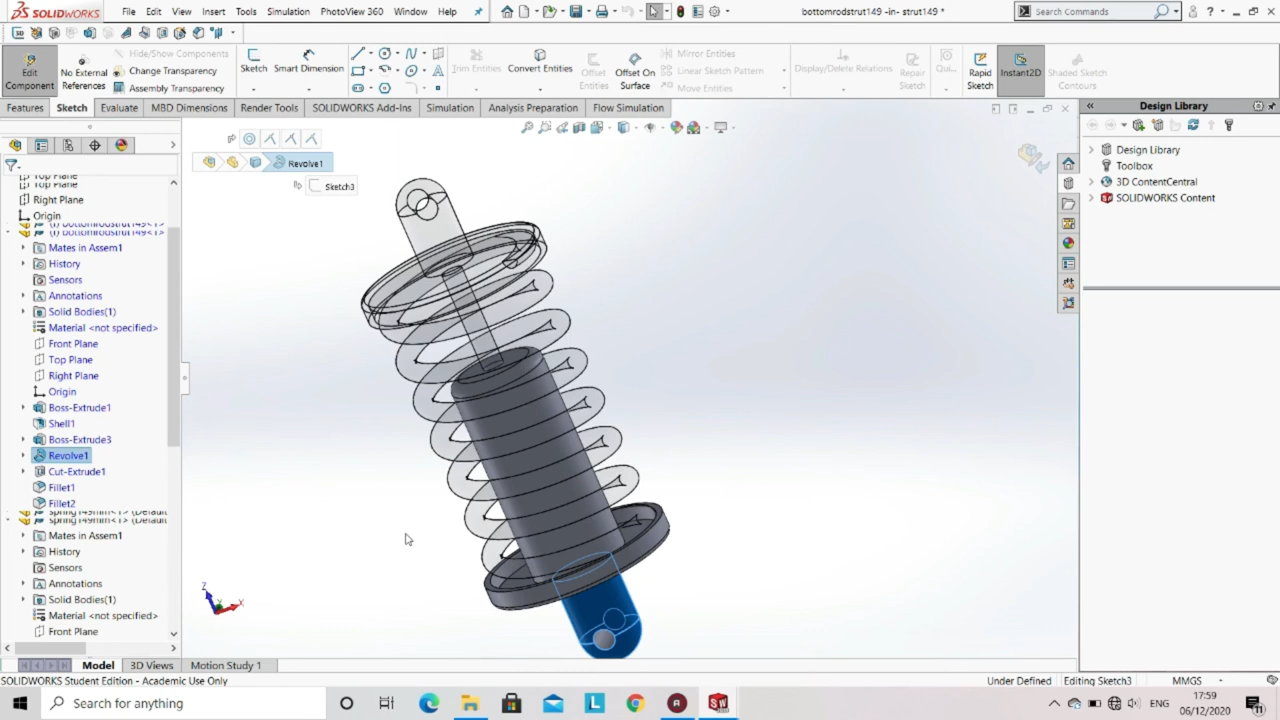 SOLIDWORKS File Edit View Insert Tools Simulation PhotoView 360 Window Help bottomrodstrut149 -in- strut149 * Search Commands
Edit Component No External References Hide/Show Components Change Transparency Assembly Transparency Sketch Smart Dimension Trim Entities Convert Entities Offset Entities Offset On Surface Mirror Entities Linear Sketch Pattern Move Entities Display/Delete Relations Repair Sketch Qui... Rapid Sketch Instant2D Shaded Sketch Contours
Features Sketch Evaluate MBD Dimensions Render Tools SOLIDWORKS Add-Ins Simulation Analysis Preparation Flow Simulation
Design Library
Design Library
Toolbox
3D ContentCentral
SOLIDWORKS Content
Revolve1
Sketch3
Top Plane
Right Plane
Origin
(f) bottomrodstrut149<1>
Mates in Assem1
History
Sensors
Annotations
Solid Bodies(1)
Material <not specified>
Front Plane
Top Plane
Right Plane
Origin
Boss-Extrude1
Shell1
Boss-Extrude3
Revolve1
Cut-Extrude1
Fillet1
Fillet2
spring149mm<1> (Default
Mates in Assem1
History
Sensors
Annotations
Solid Bodies(1)
Material <not specified>
Front Plane
Z
X
Model 3D Views Motion Study 1
SOLIDWORKS Student Edition - Academic Use Only Under Defined Editing Sketch3 MMGS
Search for anything ENG 17:59
06/12/2020